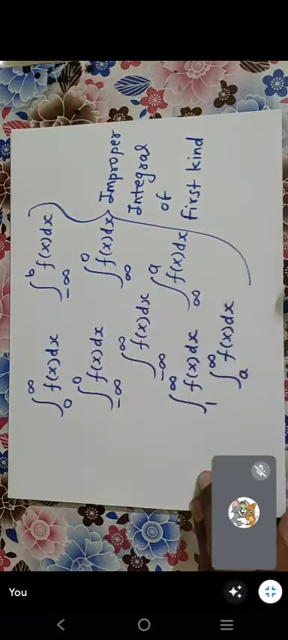 ∫_0^∞ f(x)dx ∫_{-∞}^b f(x)dx
∫_{-∞}^0 f(x)dx ∫_∞^0 f(x)dx
∫_{-∞}^∞ f(x)dx
∫_∞^a f(x)dx
∫_1^∞ f(x)dx
∫_a^∞ f(x)dx
Improper
Integral
of
First kind
You